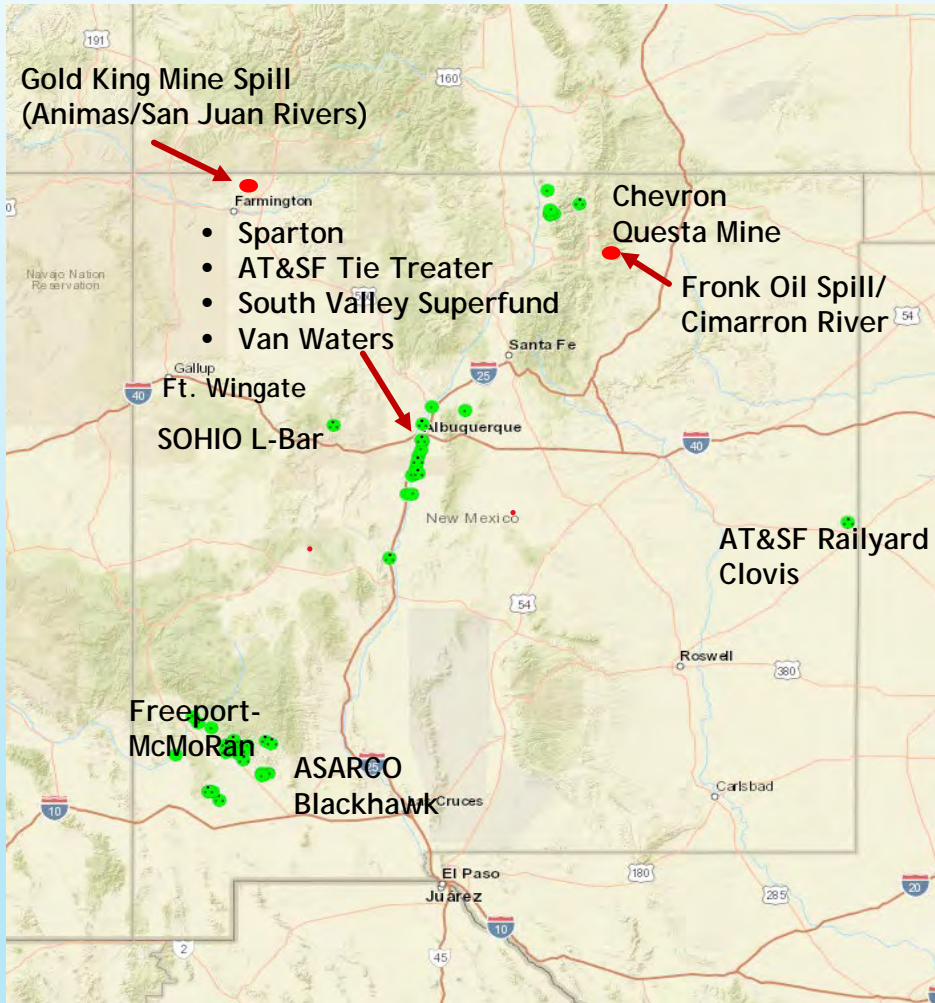 191
160
Gold King Mine Spill
(Animas/San Juan Rivers)
Farmington
• Sparton
• AT&SF Tie Treater
• South Valley Superfund
• Van Waters
Navajo Nation
Reservation
Chevron
Questa Mine
Fronk Oil Spill/
Cimarron River
54
Santa Fe
25
Gallup
40
Ft. Wingate
SOHIO L-Bar
Albuquerque
40
New Mexico
AT&SF Railyard
Clovis
54
Roswell
380
Freeport-
McMoRan
ASARCO
Blackhawk
25
Cruces
10
Carlsbad
El Paso
Juárez
180
285
20
10
2
45